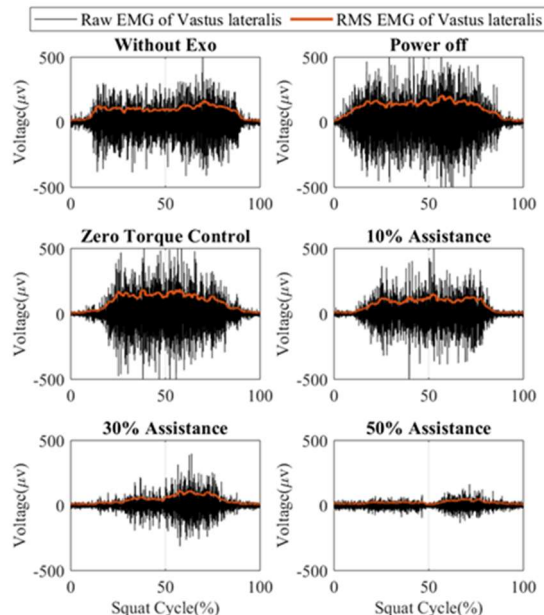 Raw EMG of Vastus lateralis RMS EMG of Vastus lateralis
Without Exo
Power off
500
0
-500
Voltage(μv)
0 50 100
500
0
-500
Voltage(μv)
0 50 100
Zero Torque Control
10% Assistance
500
0
-500
Voltage(μv)
0 50 100
500
0
-500
Voltage(μv)
0 50 100
30% Assistance
50% Assistance
500
0
-500
Voltage(μv)
0 50 100
Squat Cycle(%)
500
0
-500
Voltage(μv)
0 50 100
Squat Cycle(%)